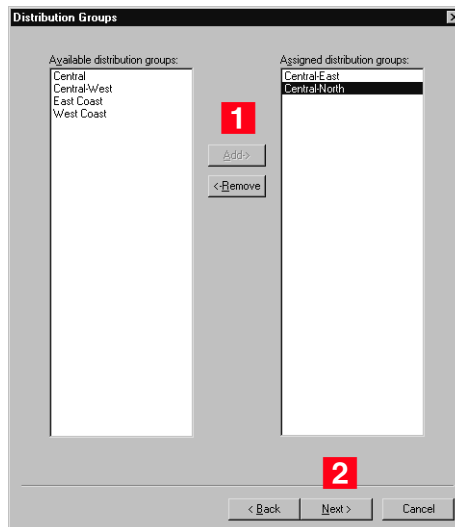 Distribution Groups
Available distribution groups:
Central
Central-West
East Coast
West Coast
1
Add->
<-Remove
Assigned distribution groups:
Central-East
Central-North
2
< Back
Next >
Cancel